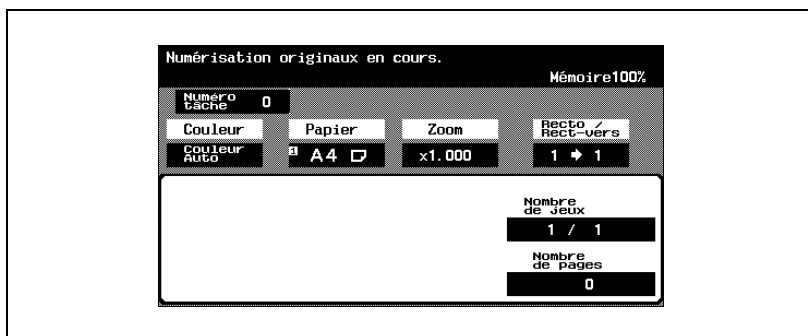 Numérisation originaux en cours.
Mémoire100%
Numéro
tâche 0
Couleur Papier Zoom Recto /
Rect-vers
Couleur
Auto 1 A4 x1.000 1 ➔ 1
Nombre
de jeux
1 / 1
Nombre
de pages
0